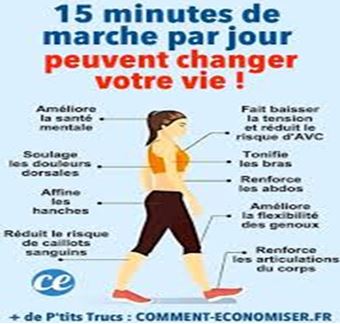 15 minutes de
marche par jour
peuvent changer
votre vie !
Améliore
la santé
mentale
Soulage
les douleurs
dorsales
Affine
les
hanches
Réduit le risque
de caillots
sanguins
Fait baisser
la tension
et réduit le
risque d'AVC
Tonifie
les bras
Renforce
les abdos
Améliore
la flexibilité
des genoux
Renforce
les articulations
du corps
ce
+ de P'tits Trucs : COMMENT-ECONOMISER.FR